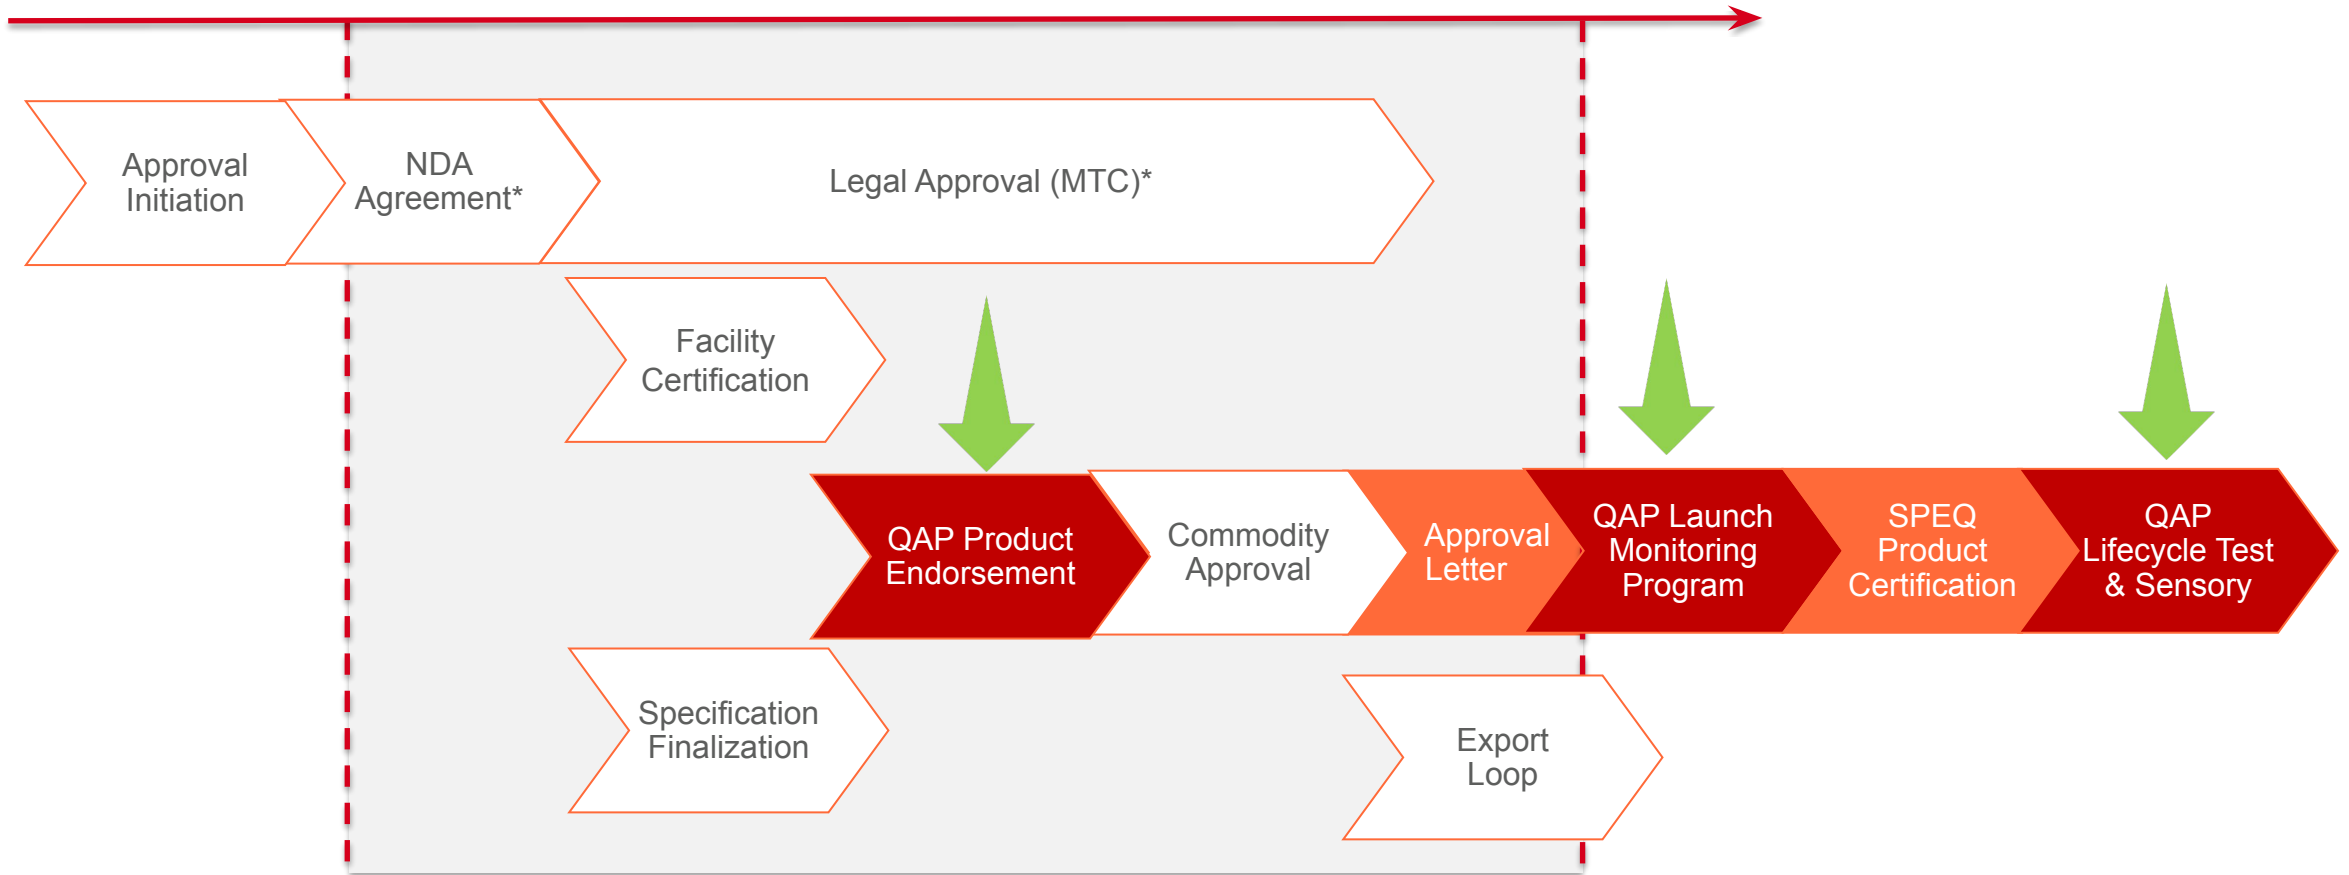 Approval
Initiation
NDA
Agreement*
Legal Approval (MTC)*
Facility
Certification
QAP Product
Endorsement
Commodity
Approval
Approval
Letter
QAP Launch
Monitoring
Program
SPEQ
Product
Certification
QAP
Lifecycle Test
& Sensory
Specification
Finalization
Export
Loop